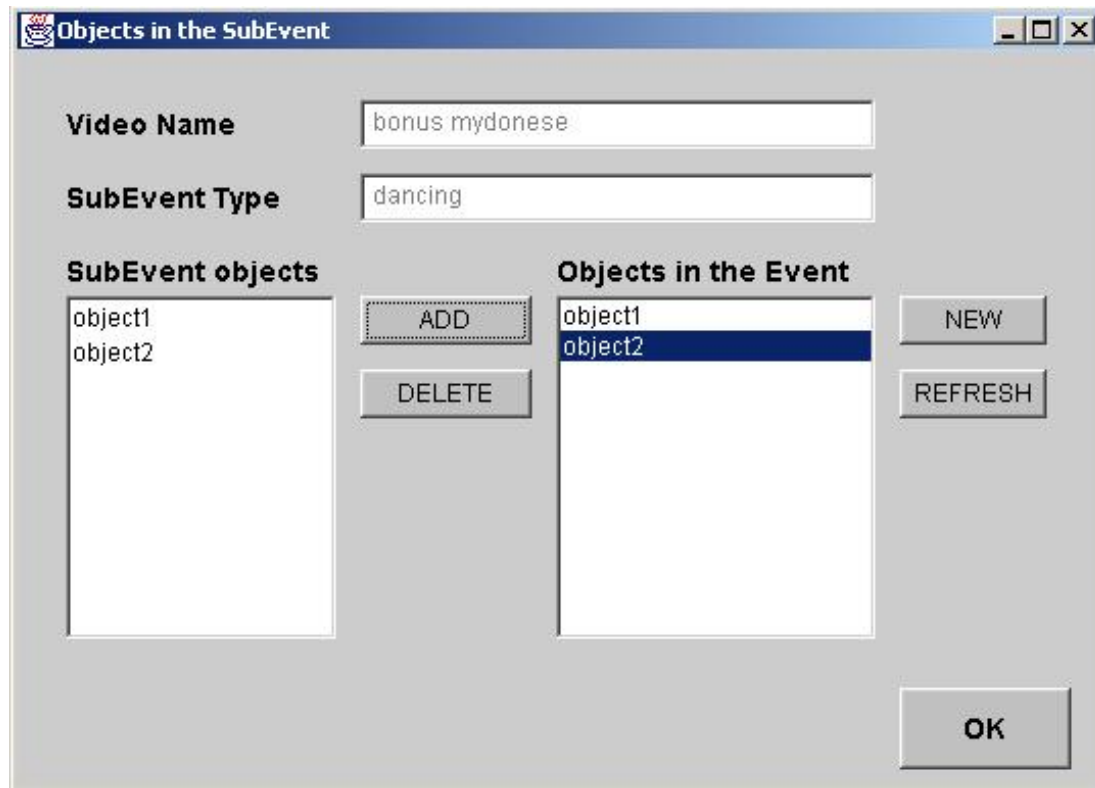 Objects in the SubEvent
Video Name
bonus mydonese
SubEvent Type
dancing
SubEvent objects
object1
object2
ADD
DELETE
Objects in the Event
object1
object2
NEW
REFRESH
OK